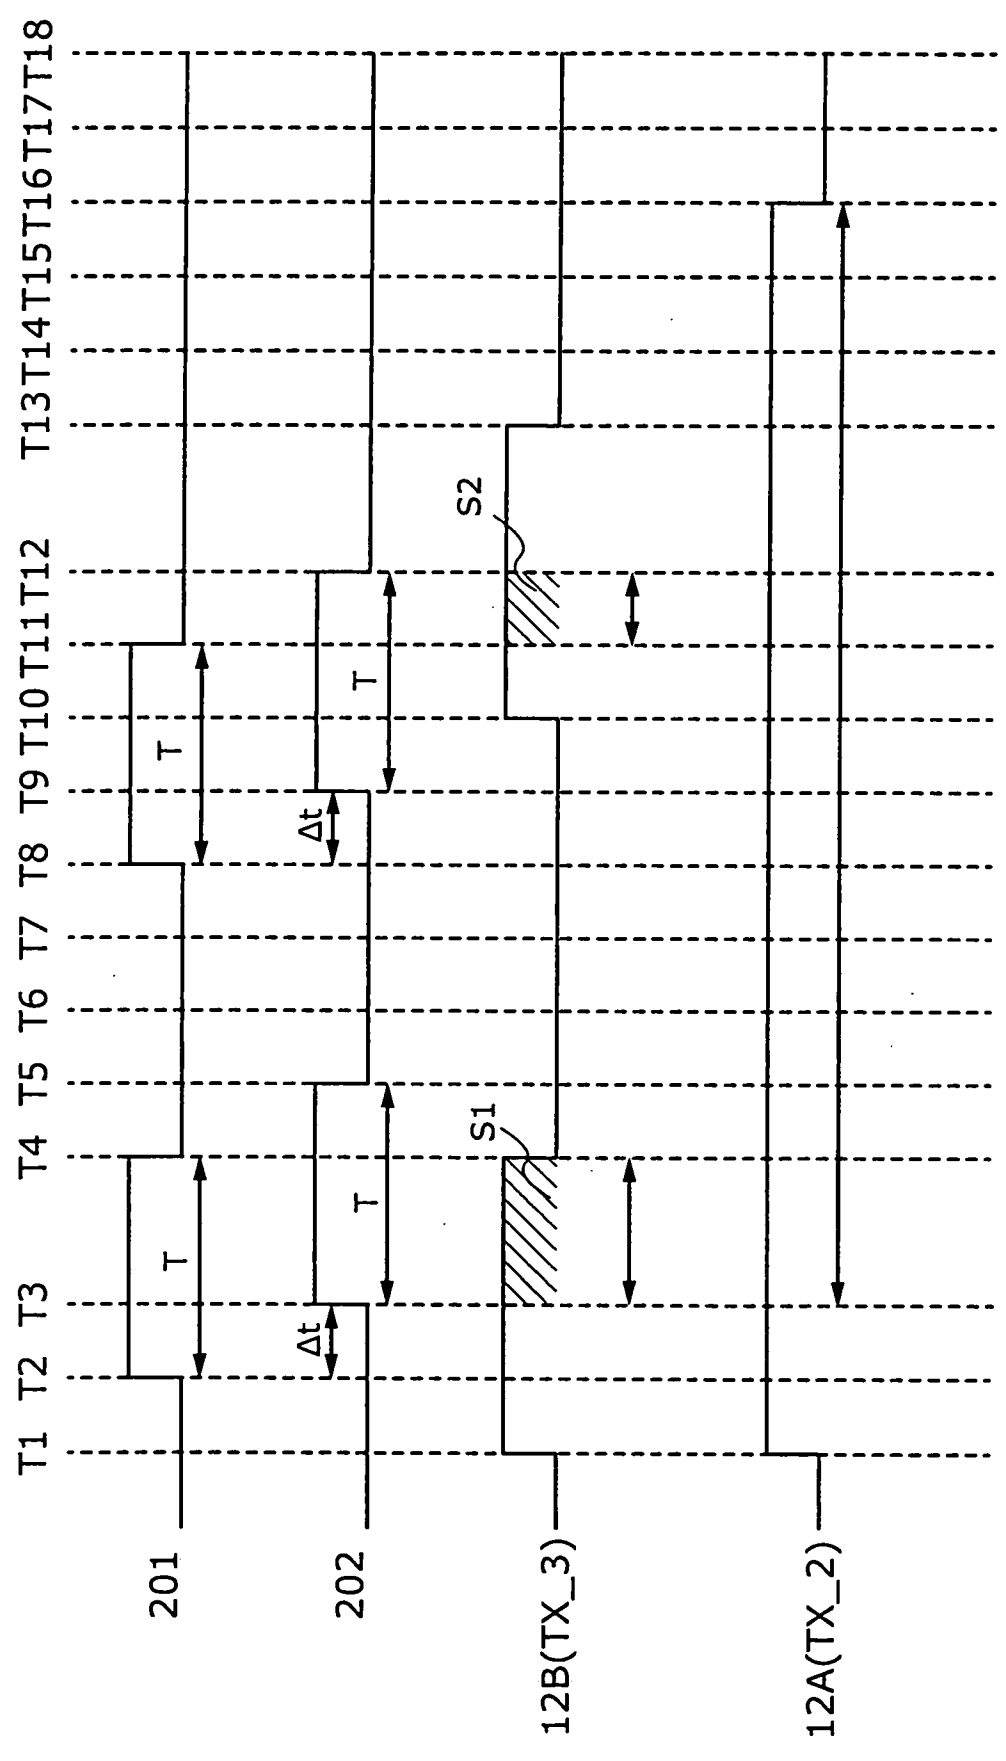 T1 T2 T3 T4 T5 T6 T7 T8 T9 T10 T11 T12 T13 T14 T15 T16 T17 T18
201
T
T
202
Δt
T
Δt
T
12B(TX_3)
S1
S2
12A(TX_2)